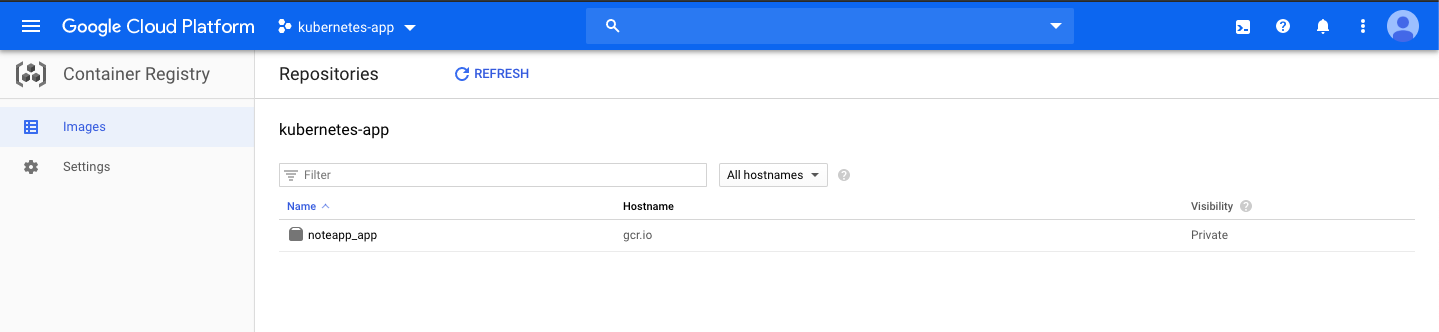 Google Cloud Platform kubernetes-app
Container Registry
Repositories REFRESH
Images
Settings
kubernetes-app
Filter All hostnames
Name Hostname Visibility
noteapp_app gcr.io Private